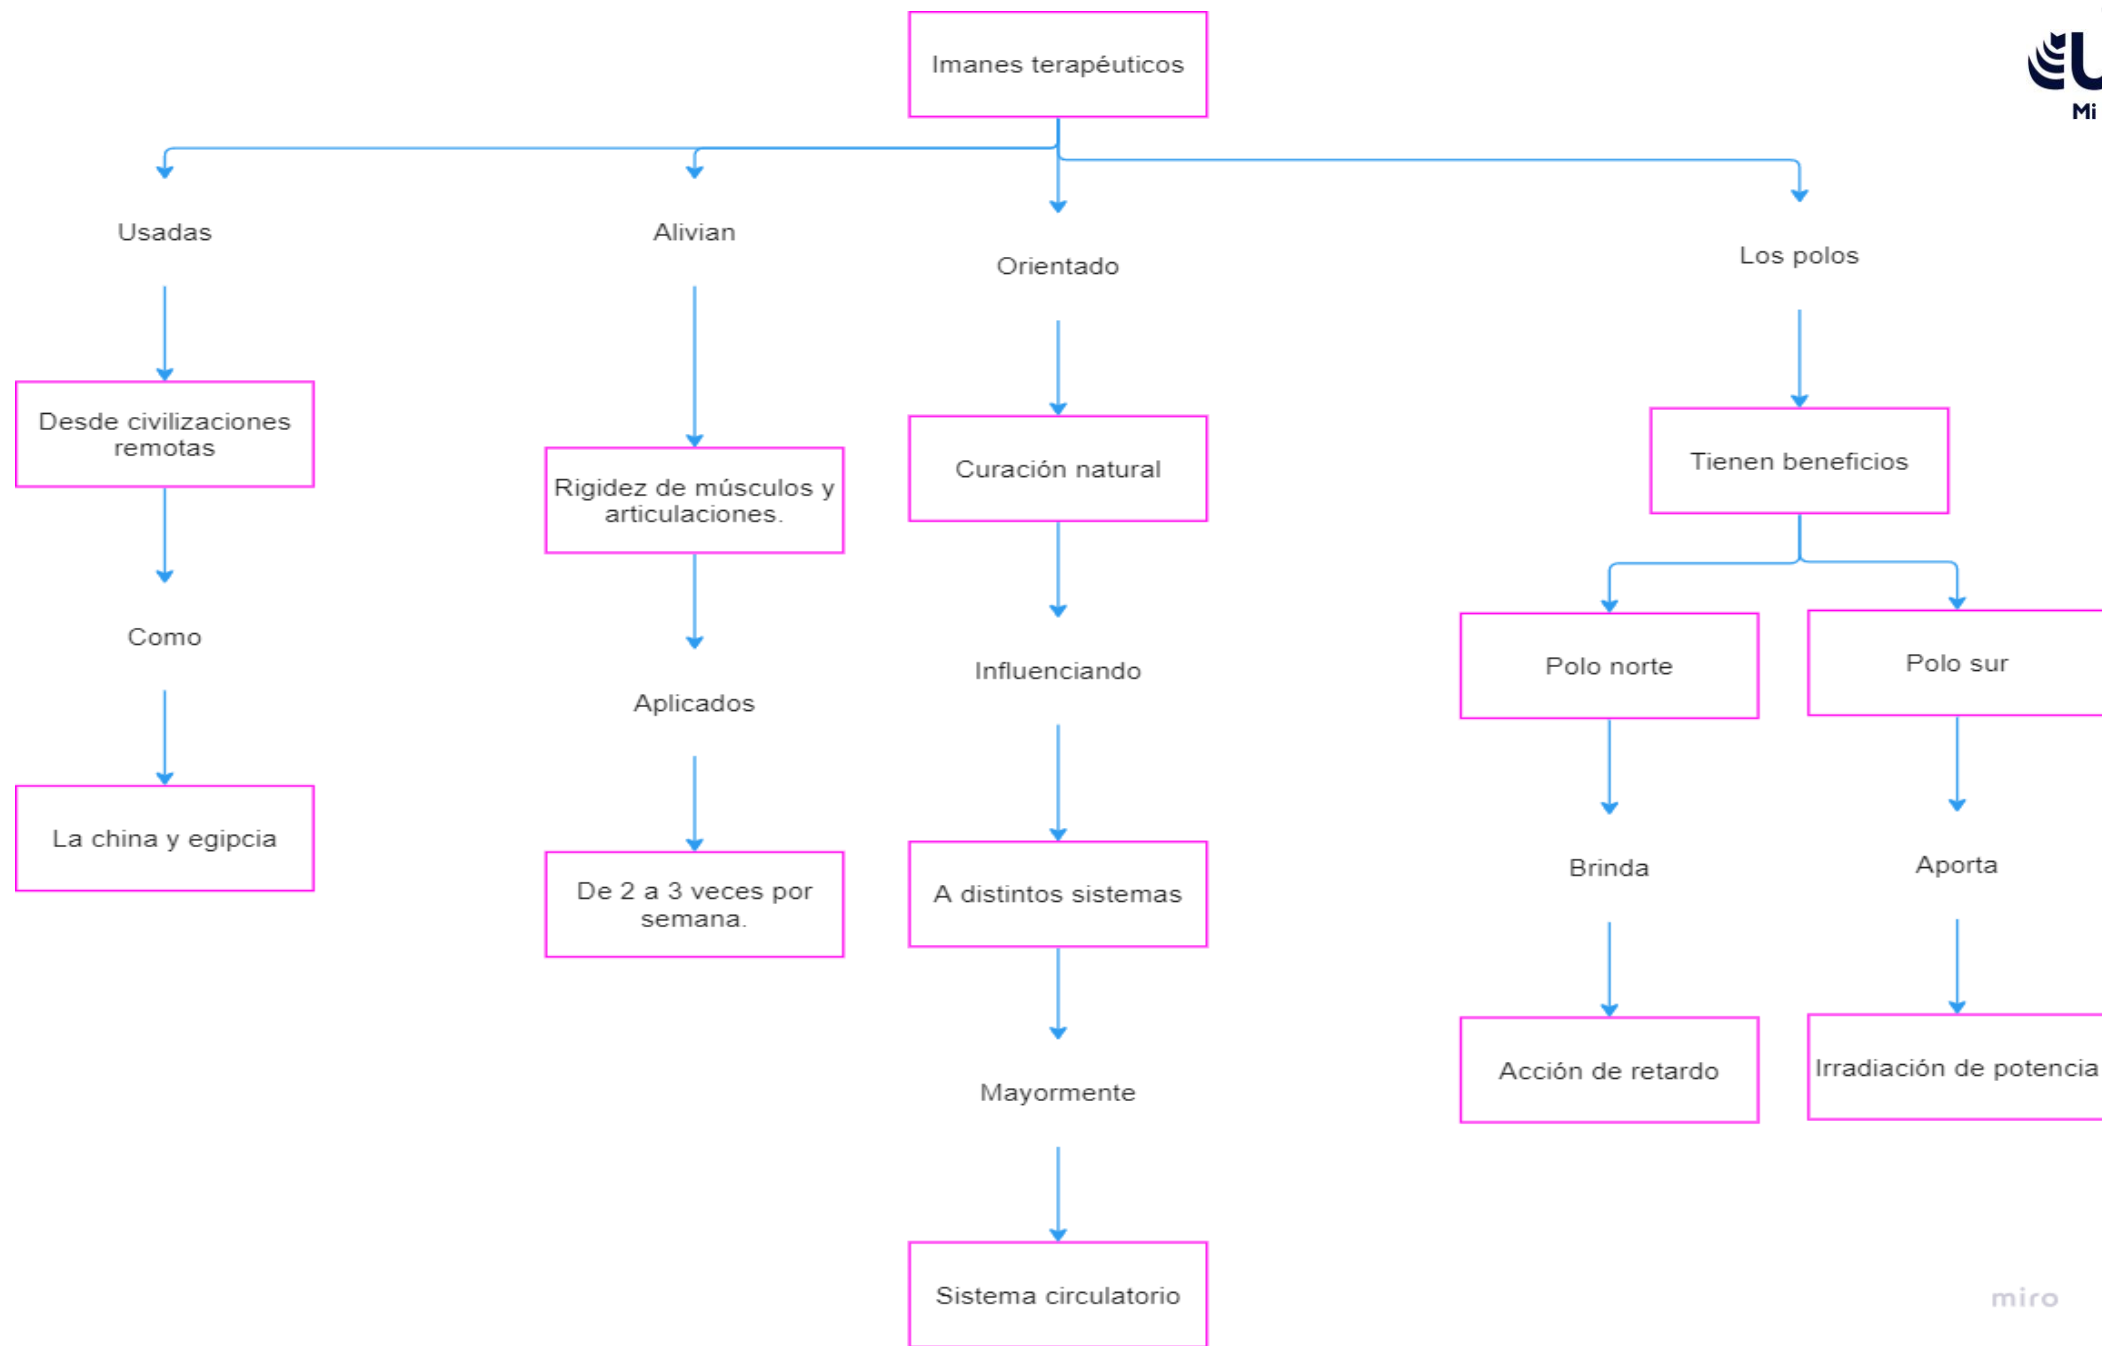 Imanes terapéuticos
Mi
Usadas
Alivian
Orientado
Los polos
Desde civilizaciones
remotas
Rigidez de músculos y
articulaciones.
Curación natural
Tienen beneficios
Como
Aplicados
Influenciando
Polo norte
Polo sur
La china y egipcia
De 2 a 3 veces por
semana.
A distintos sistemas
Brinda
Aporta
Mayormente
Acción de retardo
Irradiación de potencia
Sistema circulatorio
miro